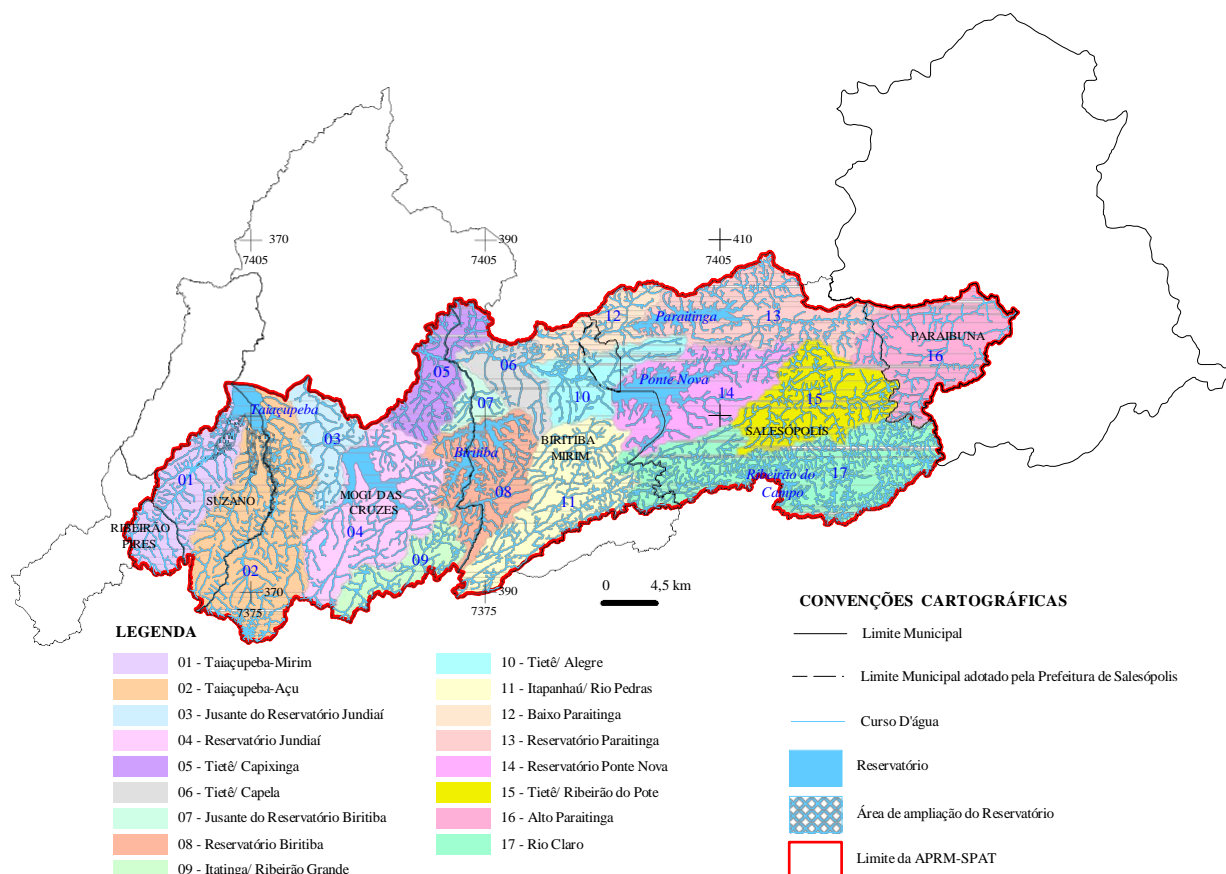 370
7405
390
7405
410
7405
12
Paraitinga
13
PARAIBUNA
16
06
05
Ponte Nova
14
10
15
07
Taiaçupeba
03
SALESÓPOLIS
BIRITIBA
MIRIM
Biritiba
01
Ribeirão do
Campo
17
SUZANO
MOGI DAS
CRUZES
08
11
RIBEIRÃO
PIRES
04
09
02
370
7375
390
7375
0 4,5 km
LEGENDA
01 - Taiaçupeba-Mirim
02 - Taiaçupeba-Açu
03 - Jusante do Reservatório Jundiaí
04 - Reservatório Jundiaí
05 - Tietê/ Capixinga
06 - Tietê/ Capela
07 - Jusante do Reservatório Biritiba
08 - Reservatório Biritiba
09 - Itatinga/ Ribeirão Grande
10 - Tietê/ Alegre
11 - Itapanhaú/ Rio Pedras
12 - Baixo Paraitinga
13 - Reservatório Paraitinga
14 - Reservatório Ponte Nova
15 - Tietê/ Ribeirão do Pote
16 - Alto Paraitinga
17 - Rio Claro
CONVENÇÕES CARTOGRÁFICAS
Limite Municipal
Limite Municipal adotado pela Prefeitura de Salesópolis
Curso D'água
Reservatório
Área de ampliação do Reservatório
Limite da APRM-SPAT